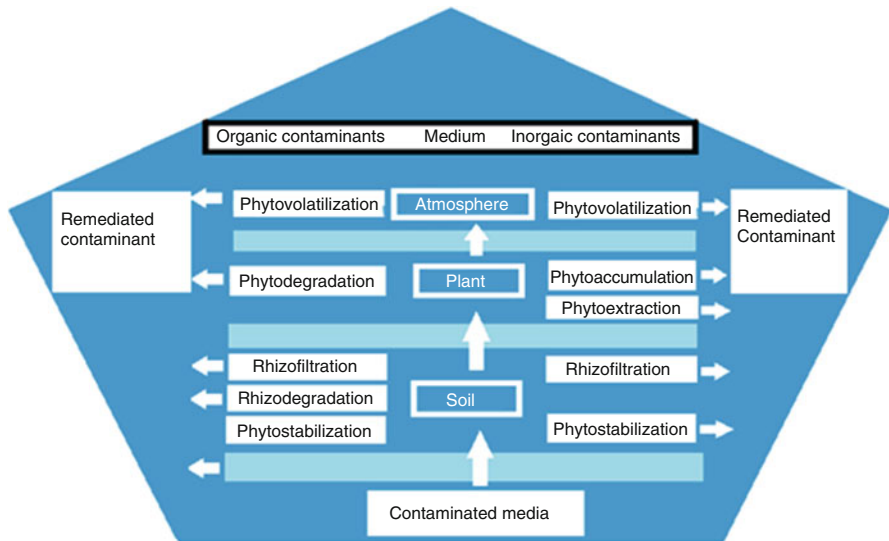 Organic contaminants Medium Inorgaic contaminants
Remediated
contaminant
Phytovolatilization Atmosphere Phytovolatilization
Remediated
Contaminant
Phytodegradation Plant Phytoaccumulation
Phytoextraction
Rhizofiltration Rhizofiltration
Rhizodegradation Soil
Phytostabilization Phytostabilization
Contaminated media